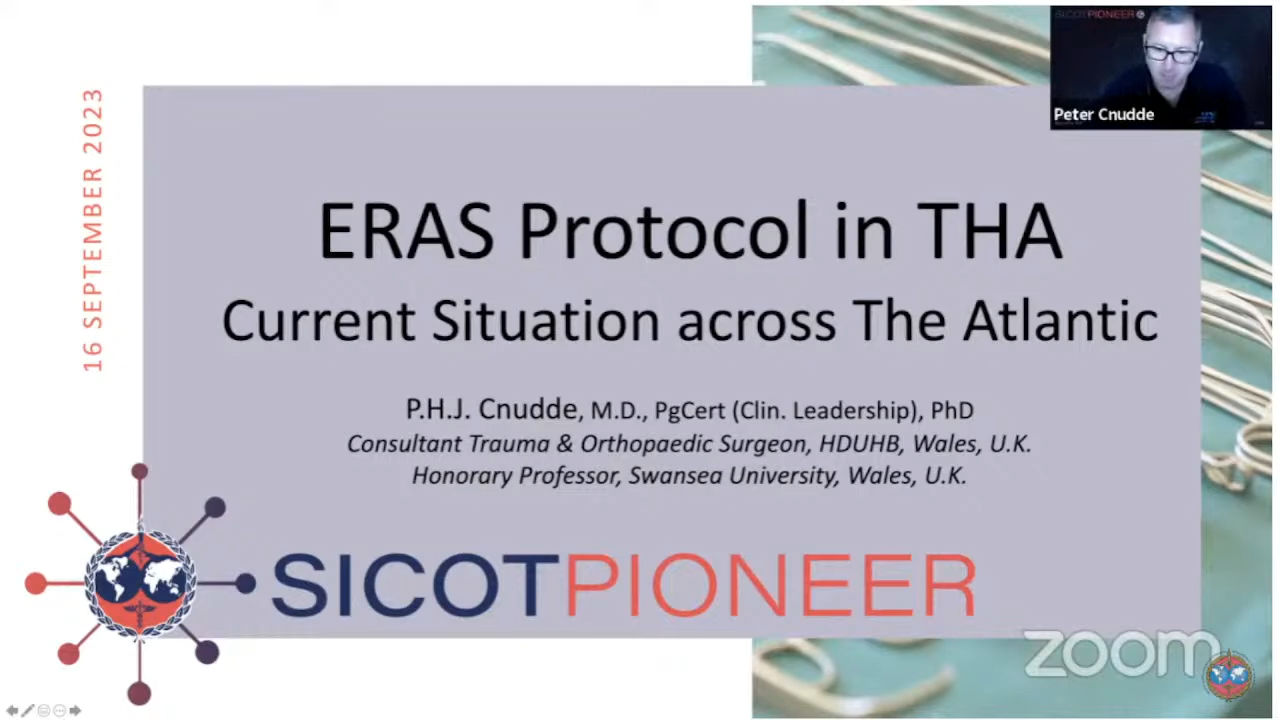 16 SEPTEMBER 2023
SICOTPIONEER
Peter Cnudde
ERAS Protocol in THA
Current Situation across The Atlantic
P.H.J. Cnudde, M.D., PgCert (Clin. Leadership), PhD
Consultant Trauma & Orthopaedic Surgeon, HDUHB, Wales, U.K.
Honorary Professor, Swansea University, Wales, U.K.
SICOTPIONEER
zoom